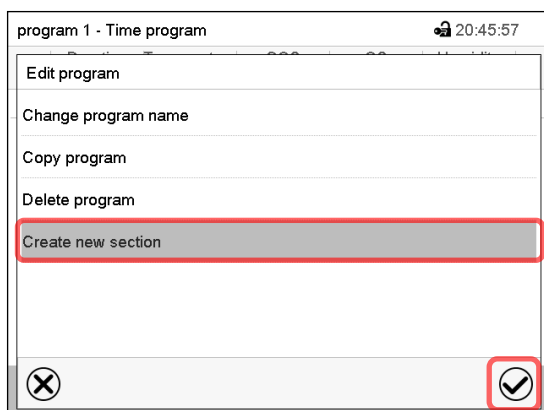 program 1 - Time program 20:45:57
Edit program
Change program name
Copy program
Delete program
Create new section